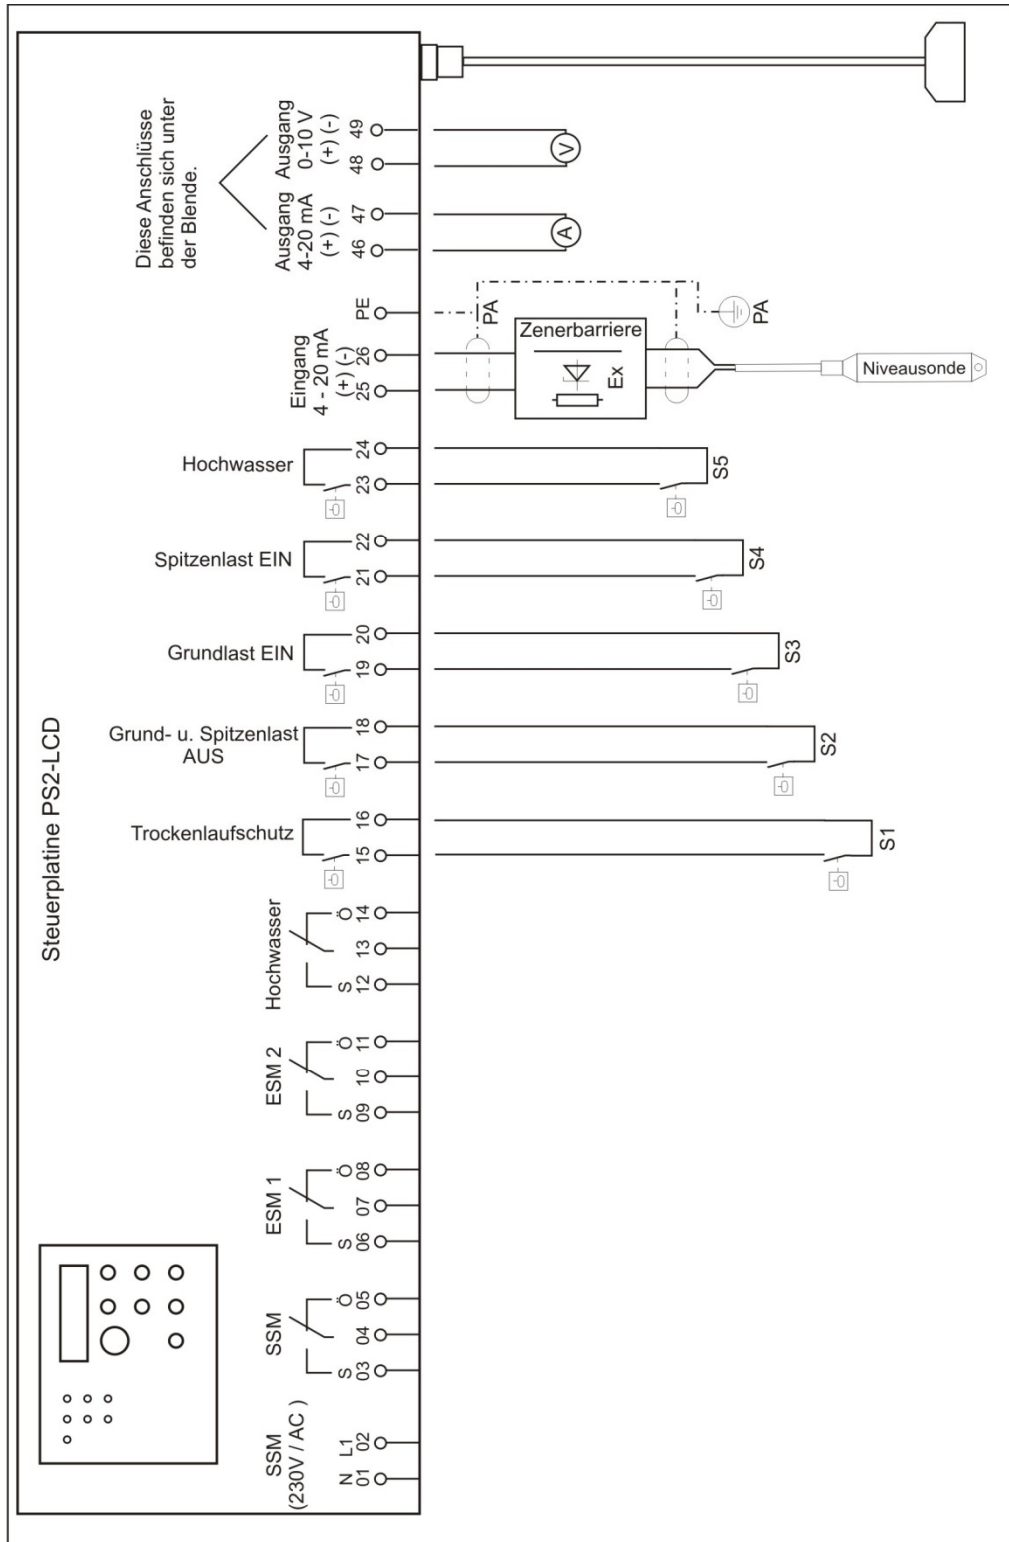 Steuerplatine PS2-LCD
SSM
(230V / AC )
N L1
01 02
SSM
S Ö
03 04 05
ESM 1
S Ö
06 07 08
ESM 2
S Ö
09 10 11
Hochwasser
S Ö
12 13 14
Trockenlaufschutz
15 16
S1
Grund- u. Spitzenlast
AUS
17 18
S2
Grundlast EIN
19 20
S3
Spitzenlast EIN
21 22
S4
Hochwasser
23 24
S5
Eingang
4 - 20 mA
(+) (-)
25 26
PE
PA
Zenerbarriere
Ex
PA
Niveausonde
Ausgang
4-20 mA
(+) (-)
46 47
A
Ausgang
0-10 V
(+) (-)
48 49
V
Diese Anschlüsse
befinden sich unter
der Blende.